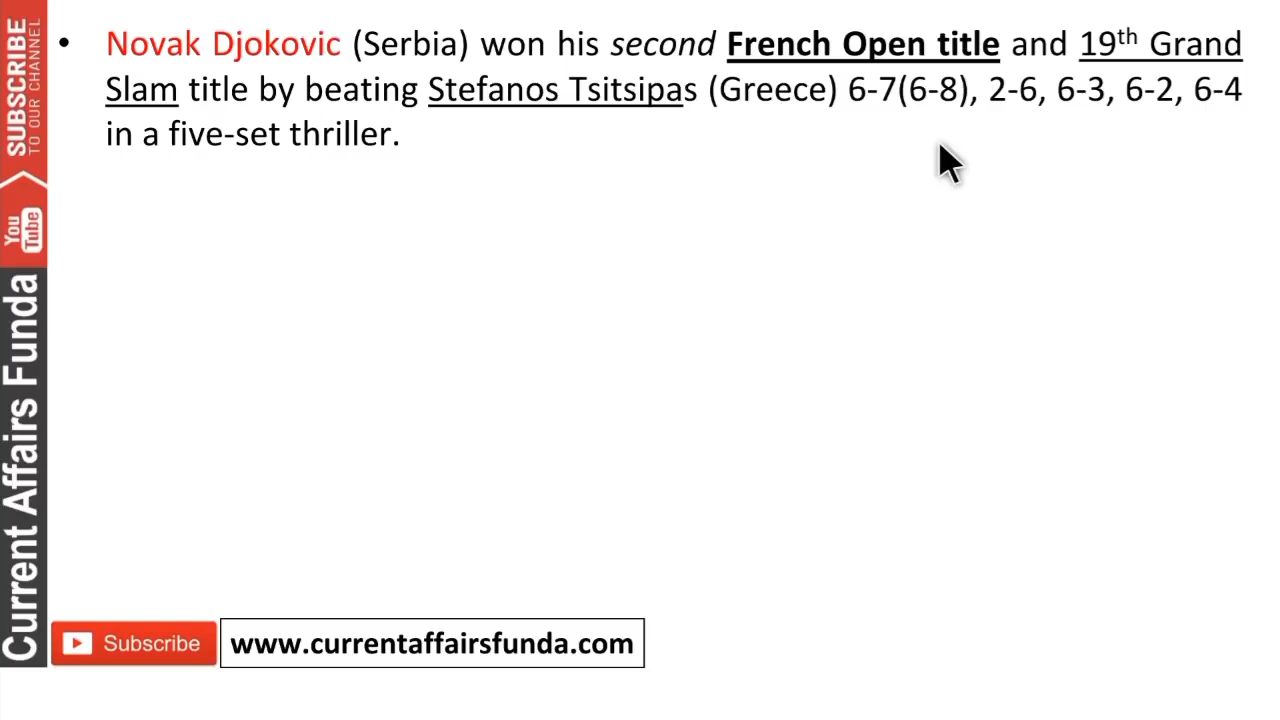 • Novak Djokovic (Serbia) won his second French Open title and 19th Grand
Slam title by beating Stefanos Tsitsipas (Greece) 6-7(6-8), 2-6, 6-3, 6-2, 6-4
in a five-set thriller.
SUBSCRIBE
TO OUR CHANNEL
You
Tube
Current Affairs Funda
Subscribe
www.currentaffairsfunda.com